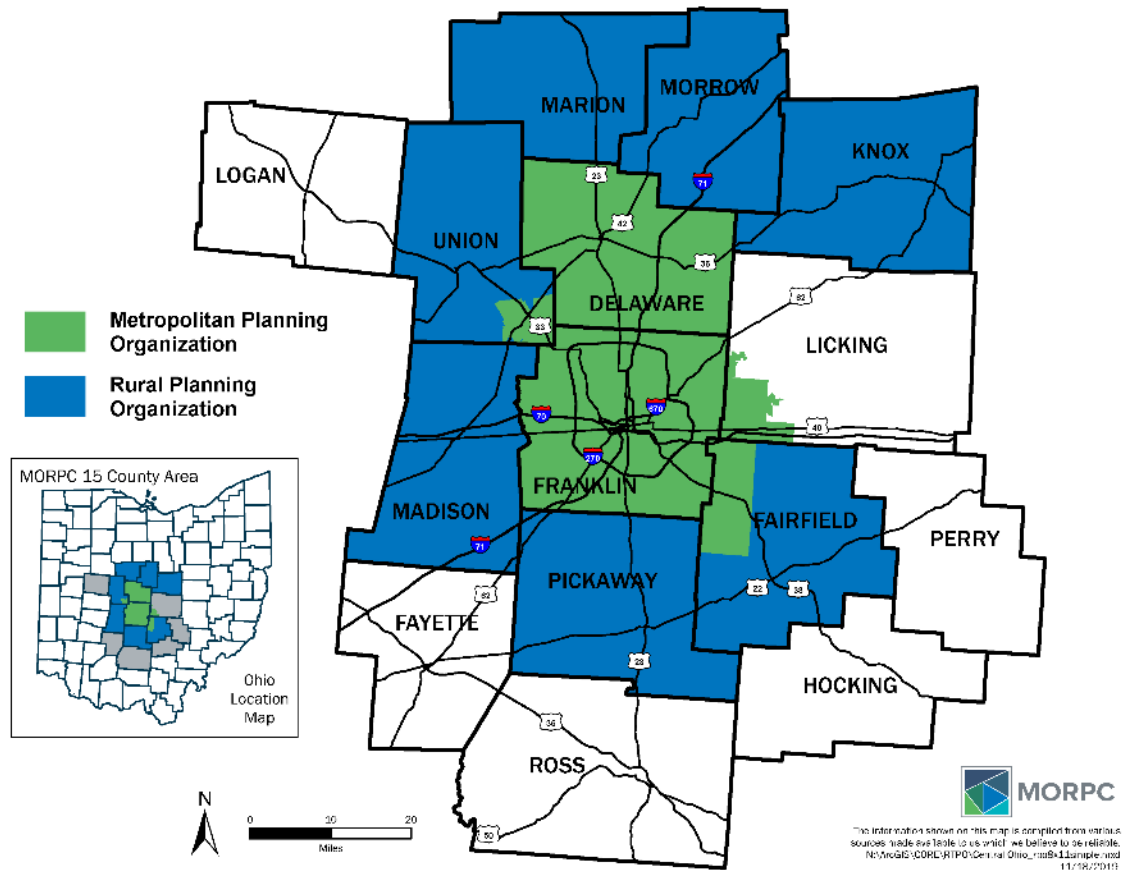 MARION
MORROW
KNOX
LOGAN
UNION
23
71
42
36
62
DELAWARE
33
LICKING
Metropolitan Planning
Organization
Rural Planning
Organization
70
670
40
270
FRANKLIN
MADISON
71
FAIRFIELD
PERRY
PICKAWAY
22
FAYETTE
62
HOCKING
ROSS
50
MORPC 15 County Area
Ohio
Location
Map
N
0 10 20
Miles
MORPC
The information shown on this map is compiled from various
sources made available to us which we believe to be reliable.
11/18/2019